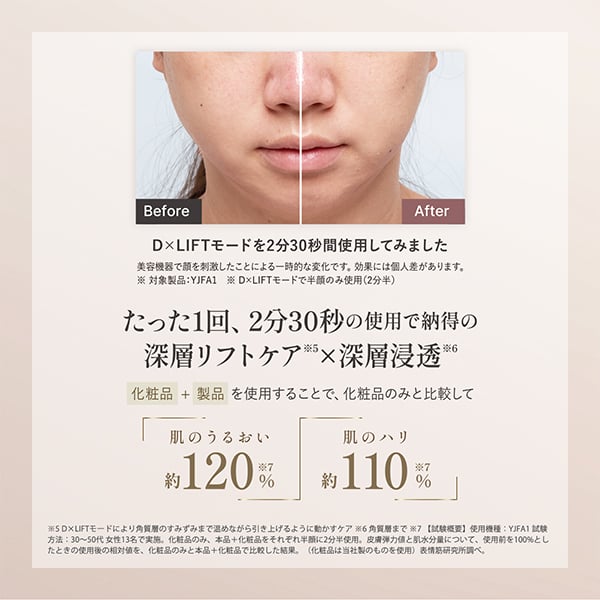 Before
After
D×LIFTモードを2分30秒間使用してみました
美容機器で顔を刺激したことによる一時的な変化です。効果には個人差があります。
※ 対象製品：YJFA1　※ D×LIFTモードで半顔のみ使用（2分半）
たった1回、2分30秒の使用で納得の
深層リフトケア※5×深層浸透※6
化粧品 + 製品 を使用することで、化粧品のみと比較して
肌のうるおい
約120%※7
肌のハリ
約110%※7
※5 D×LIFTモードにより角質層のすみずみまで温めながら引き上げるように動かすケア ※6 角質層まで ※7 【試験概要】使用機種：YJFA1 試験
方法：30〜50代 女性13名で実施。化粧品のみ、本品＋化粧品をそれぞれ半顔に2分半使用。皮膚弾力値と肌水分量について、使用前を100%とし
たときの使用後の相対値を、化粧品のみと本品＋化粧品で比較した結果。（化粧品は当社製のものを使用）表情筋研究所調べ。